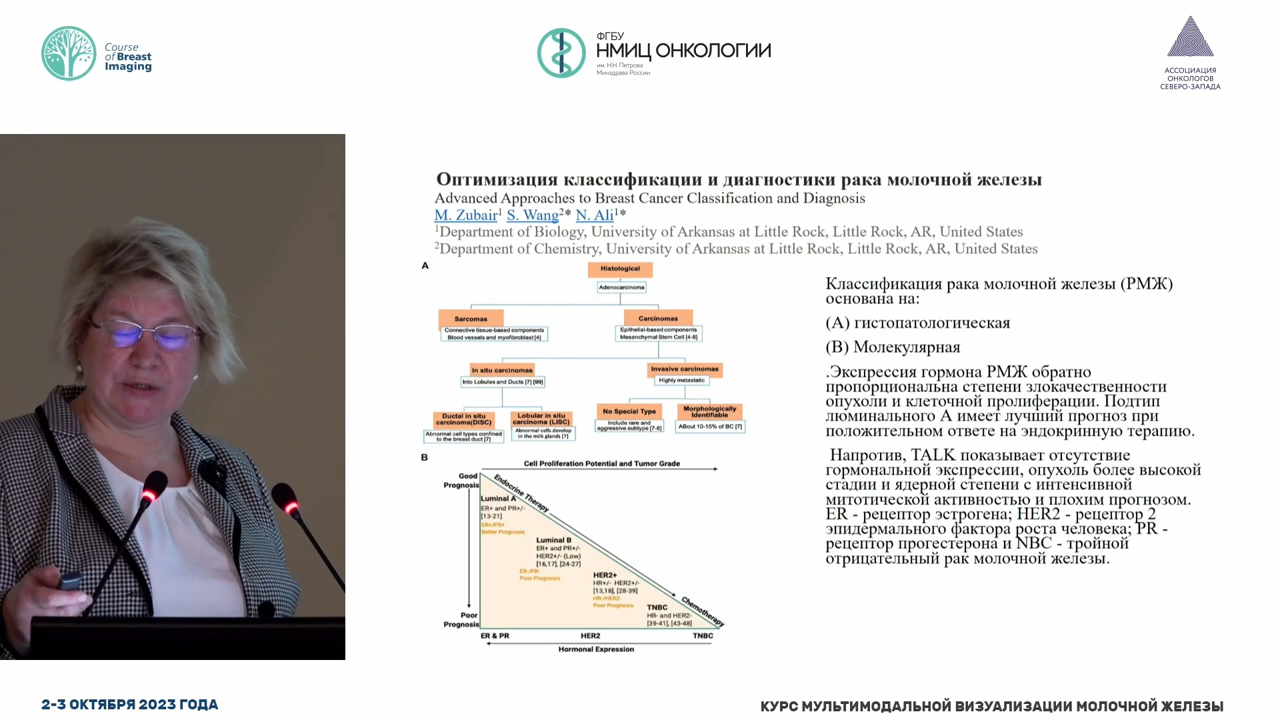 Course
of Breast
Imaging
ФГБУ
НМИЦ ОНКОЛОГИИ
им. Н.Н. Петрова
Минздрава России
АССОЦИАЦИЯ
ОНКОЛОГОВ
СЕВЕРО-ЗАПАДА
Оптимизация классификации и диагностики рака молочной железы
Advanced Approaches to Breast Cancer Classification and Diagnosis
M. Zubair1 S. Wang2* N. Ali1*
1Department of Biology, University of Arkansas at Little Rock, Little Rock, AR, United States
2Department of Chemistry, University of Arkansas at Little Rock, Little Rock, AR, United States
A
Histological
Adenocarcinoma
Sarcomas
Connective tissue-based components
Blood vessels and myofibroblast [4]
Carcinomas
Epithelial-based components
Mesenchymal Stem Cell [4-8]
In situ carcinomas
Into Lobules and Ducts [7] [99]
Invasive carcinomas
Highly metastatic
Ductal in situ
carcinoma(DISC)
Abnormal cell types confined
to the breast duct [7]
Lobular in situ
carcinoma (LISC)
Abnormal cells develop
in the milk glands [7]
No Special Type
Include rare and
aggressive subtype [7-8]
Morphologically
Identifiable
ABout 10-15% of BC [7]
B
Cell Proliferation Potential and Tumor Grade
Good
Prognosis
Endocrine Therapy
Luminal A
ER+ and PR+/-
[13-21]
ER+/PR+
Better Prognosis
Luminal B
ER+ and PR+/-
HER2+/- (Low)
[16,17], [24-27]
ER-/PR-
Poor Prognosis
HER2+
HR+/- HER2+/-
[13,18], [28-39]
HR-/HER2-
Poor Prognosis
TNBC
HR- and HER2-
[39-41], [43-48]
Chemotherapy
Poor
Prognosis
ER & PR HER2 TNBC
Hormonal Expression
Классификация рака молочной железы (РМЖ)
основана на:
(A) гистопатологическая
(B) Молекулярная
.Экспрессия гормона РМЖ обратно
пропорциональна степени злокачественности
опухоли и клеточной пролиферации. Подтип
люминального А имеет лучший прогноз при
положительном ответе на эндокринную терапию.
Напротив, TALK показывает отсутствие
гормональной экспрессии, опухоль более высокой
стадии и ядерной степени с интенсивной
митотической активностью и плохим прогнозом.
ER - рецептор эстрогена; HER2 - рецептор 2
эпидермального фактора роста человека; PR -
рецептор прогестерона и NBC - тройной
отрицательный рак молочной железы.
2-3 ОКТЯБРЯ 2023 ГОДА
КУРС МУЛЬТИМОДАЛЬНОЙ ВИЗУАЛИЗАЦИИ МОЛОЧНОЙ ЖЕЛЕЗЫ